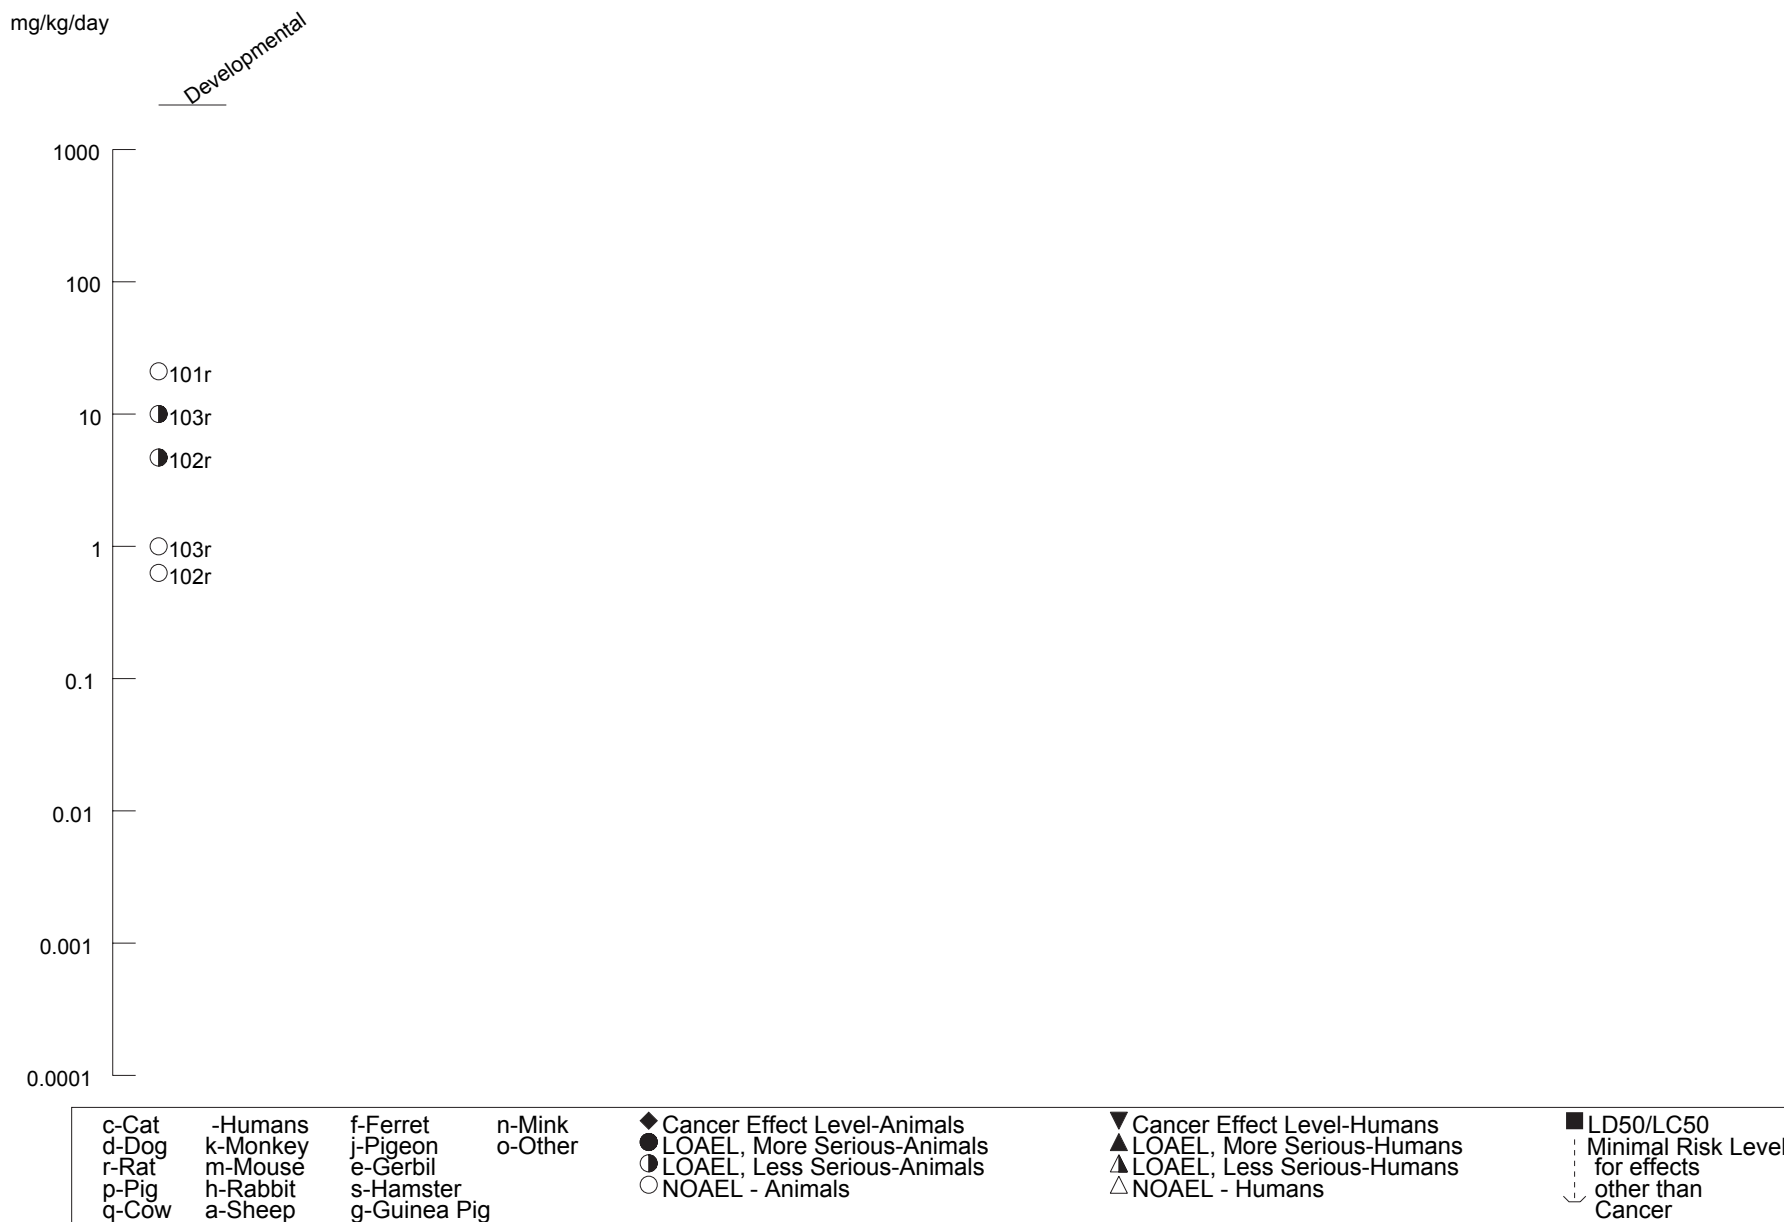 mg/kg/day
Developmental
1000
100
101r
10
103r
102r
1
103r
102r
0.1
0.01
0.001
0.0001
c-Cat -Humans f-Ferret n-Mink
d-Dog k-Monkey j-Pigeon o-Other
r-Rat m-Mouse e-Gerbil
p-Pig h-Rabbit s-Hamster
q-Cow a-Sheep g-Guinea Pig
Cancer Effect Level-Animals
LOAEL, More Serious-Animals
LOAEL, Less Serious-Animals
NOAEL - Animals
Cancer Effect Level-Humans
LOAEL, More Serious-Humans
LOAEL, Less Serious-Humans
NOAEL - Humans
LD50/LC50
Minimal Risk Level
for effects
other than
Cancer